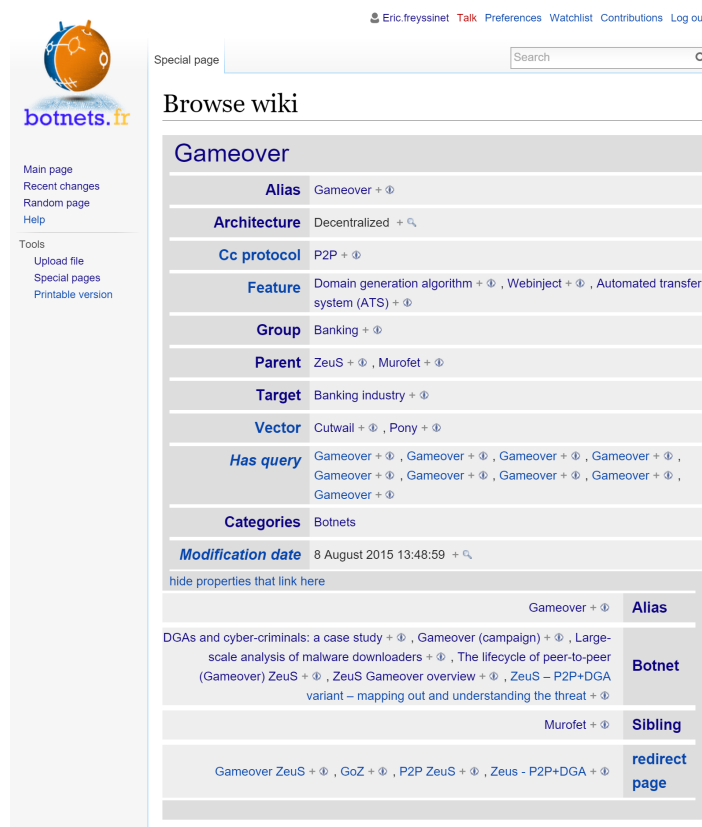 Eric.freyssinet Talk Preferences Watchlist Contributions Log ou
Special page
Search
botnets.fr
Browse wiki
Main page
Recent changes
Random page
Help
Tools
Upload file
Special pages
Printable version
Gameover
Alias Gameover +
Architecture Decentralized +
Cc protocol P2P +
Feature Domain generation algorithm + , Webinject + , Automated transfer
system (ATS) +
Group Banking +
Parent ZeuS + , Murofet +
Target Banking industry +
Vector Cutwail + , Pony +
Has query Gameover + , Gameover + , Gameover + , Gameover + ,
Gameover + , Gameover + , Gameover + , Gameover + ,
Gameover +
Categories Botnets
Modification date 8 August 2015 13:48:59 +
hide properties that link here
Gameover + Alias
DGAs and cyber-criminals: a case study + , Gameover (campaign) + , Large-
scale analysis of malware downloaders + , The lifecycle of peer-to-peer
(Gameover) ZeuS + , ZeuS Gameover overview + , ZeuS – P2P+DGA
variant – mapping out and understanding the threat +
Botnet
Murofet + Sibling
Gameover ZeuS + , GoZ + , P2P ZeuS + , Zeus - P2P+DGA +
redirect
page